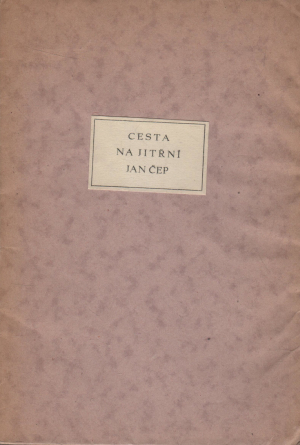 CESTA
NA JITŘNÍ
JAN ČEP